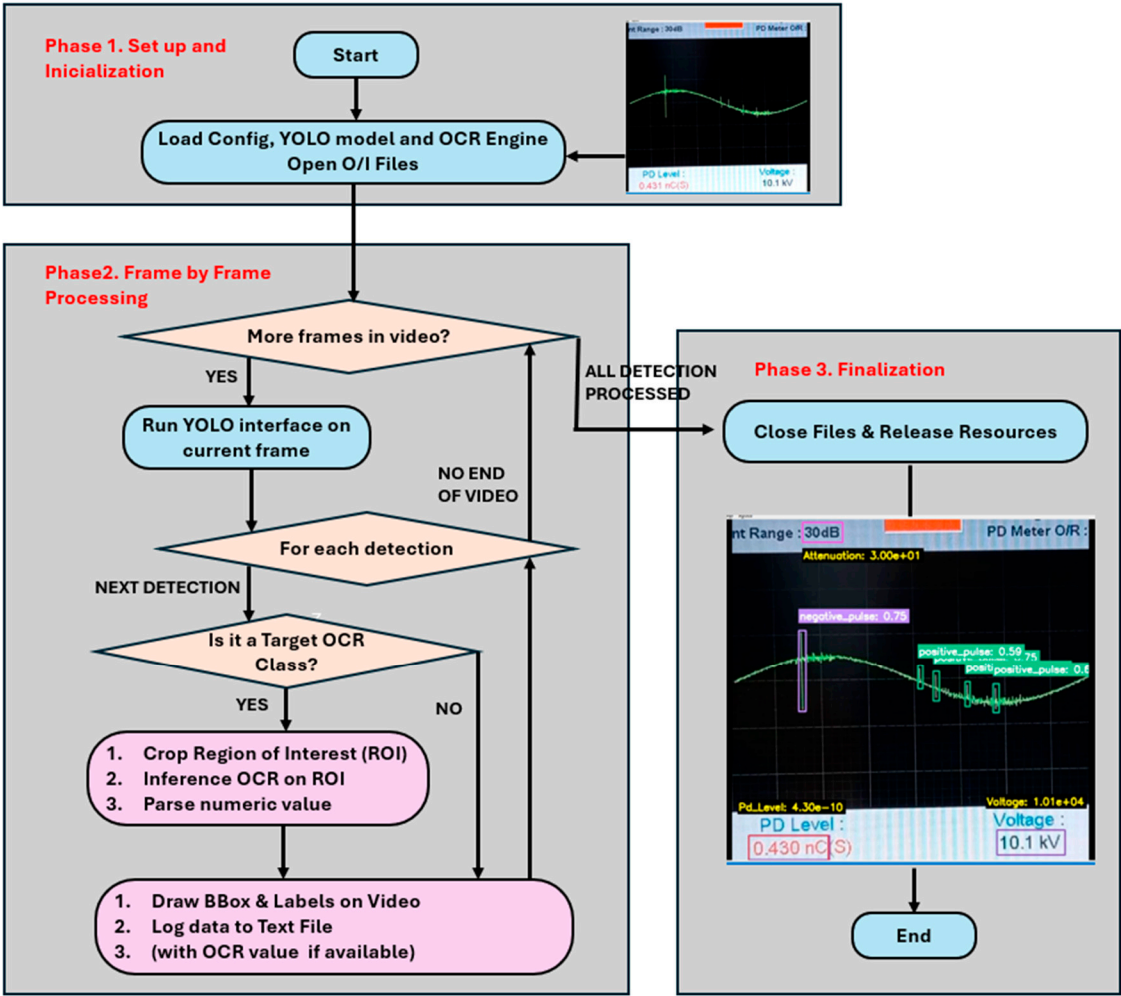 Phase 1. Set up and
Inicialization
Start
Load Config, YOLO model and OCR Engine
Open O/I Files
nt Range : 30dB
PD Meter O/R :
PD Level :
0.431 nC(S)
Voltage :
10.1 kV
Phase2. Frame by Frame
Processing
More frames in video?
YES
Run YOLO interface on
current frame
NO END
OF VIDEO
For each detection
NEXT DETECTION
Is it a Target OCR
Class?
YES
NO
1. Crop Region of Interest (ROI)
2. Inference OCR on ROI
3. Parse numeric value
1. Draw BBox & Labels on Video
2. Log data to Text File
3. (with OCR value if available)
ALL DETECTION
PROCESSED
Phase 3. Finalization
Close Files & Release Resources
nt Range : 30dB
PD Meter O/R :
Attenuation: 3.00e+01
negative_pulse: 0.75
positive_pulse: 0.59
positive_pulse: 0.
Pd_Level: 4.30e-10
Voltage: 1.01e+04
PD Level :
Voltage :
0.430 nC(S)
10.1 kV
End